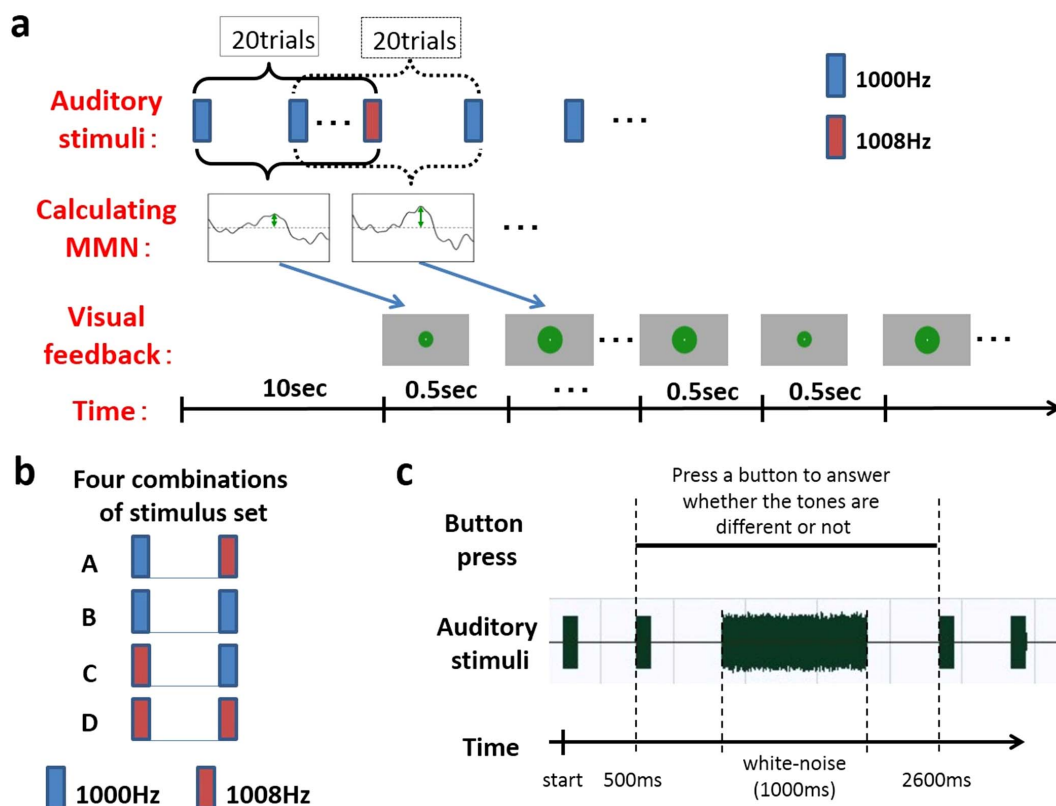 a
20trials
20trials
Auditory
stimuli :
...
...
1000Hz
1008Hz
Calculating
MMN :
...
Visual
feedback :
...
...
10sec
0.5sec
...
0.5sec
0.5sec
Time :
b
Four combinations
of stimulus set
A
B
C
D
1000Hz
1008Hz
c
Press a button to answer
whether the tones are
different or not
Button
press
Auditory
stimuli
Time
start
500ms
white-noise
(1000ms)
2600ms